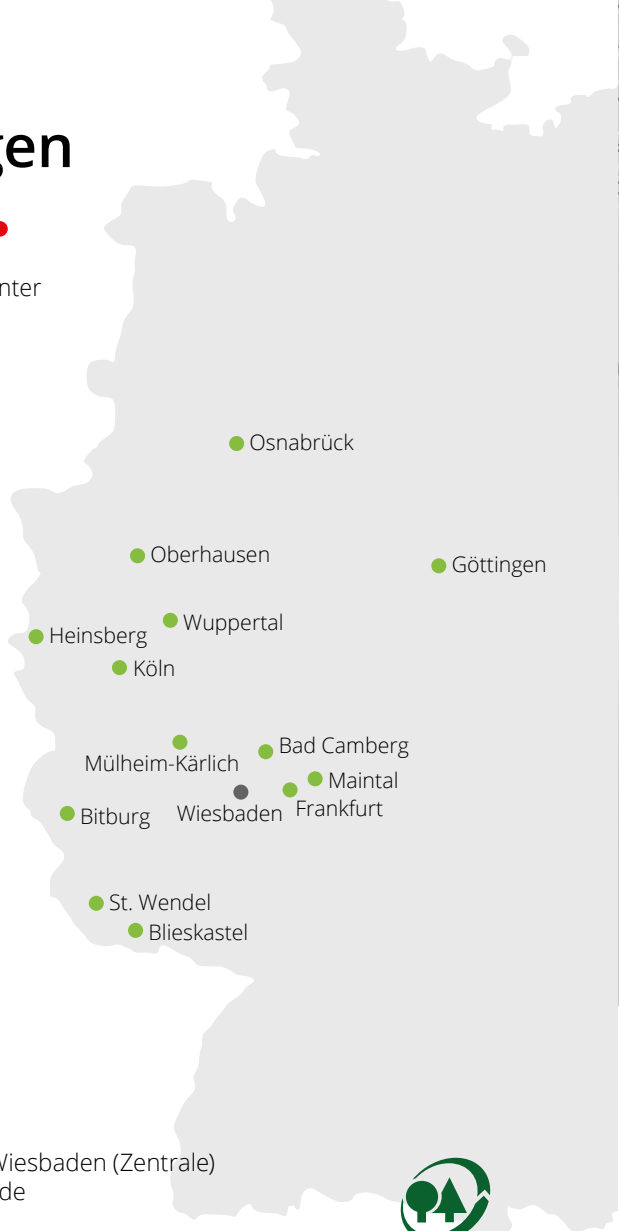 gen
nter
Osnabrück
Oberhausen
Göttingen
Wuppertal
Heinsberg
Köln
Bad Camberg
Mülheim-Kärlich
Maintal
Wiesbaden
Frankfurt
Bitburg
St. Wendel
Blieskastel
Wiesbaden (Zentrale)
de